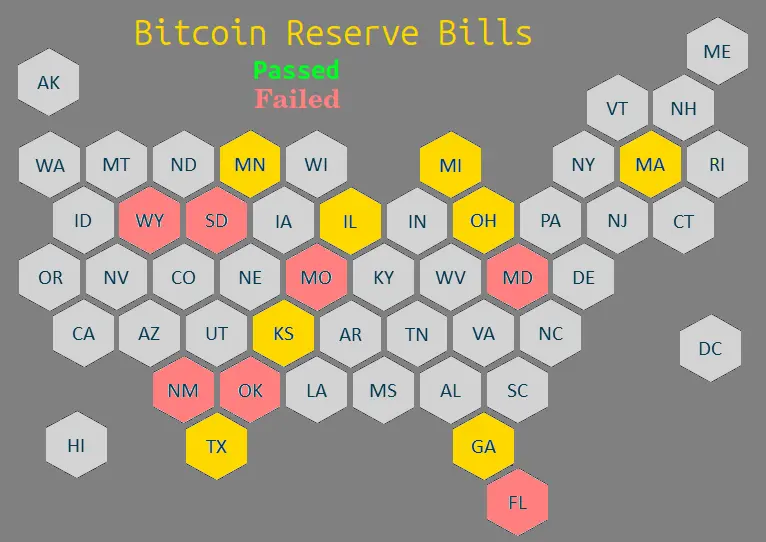 Bitcoin Reserve Bills
Passed
Failed
ME
AK
VT NH
WA MT ND MN WI MI NY MA RI
ID WY SD IA IL IN OH PA NJ CT
OR NV CO NE MO KY WV MD DE
CA AZ UT KS AR TN VA NC
DC
NM OK LA MS AL SC
HI TX GA
FL